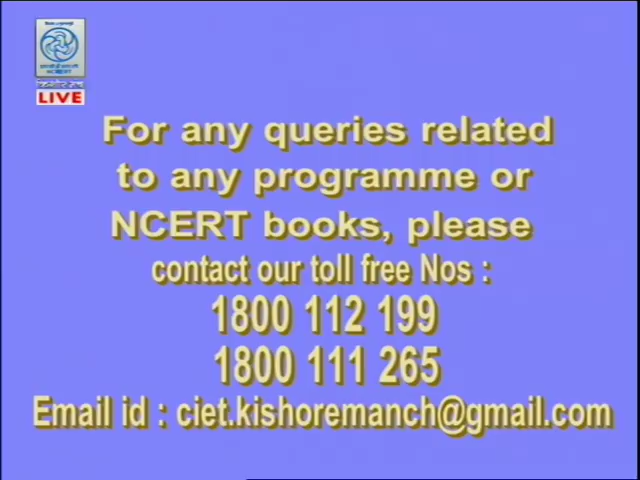 NCERT
LIVE
For any queries related
to any programme or
NCERT books, please
contact our toll free Nos :
1800 112 199
1800 111 265
Email id : ciet.kishoremanch@gmail.com